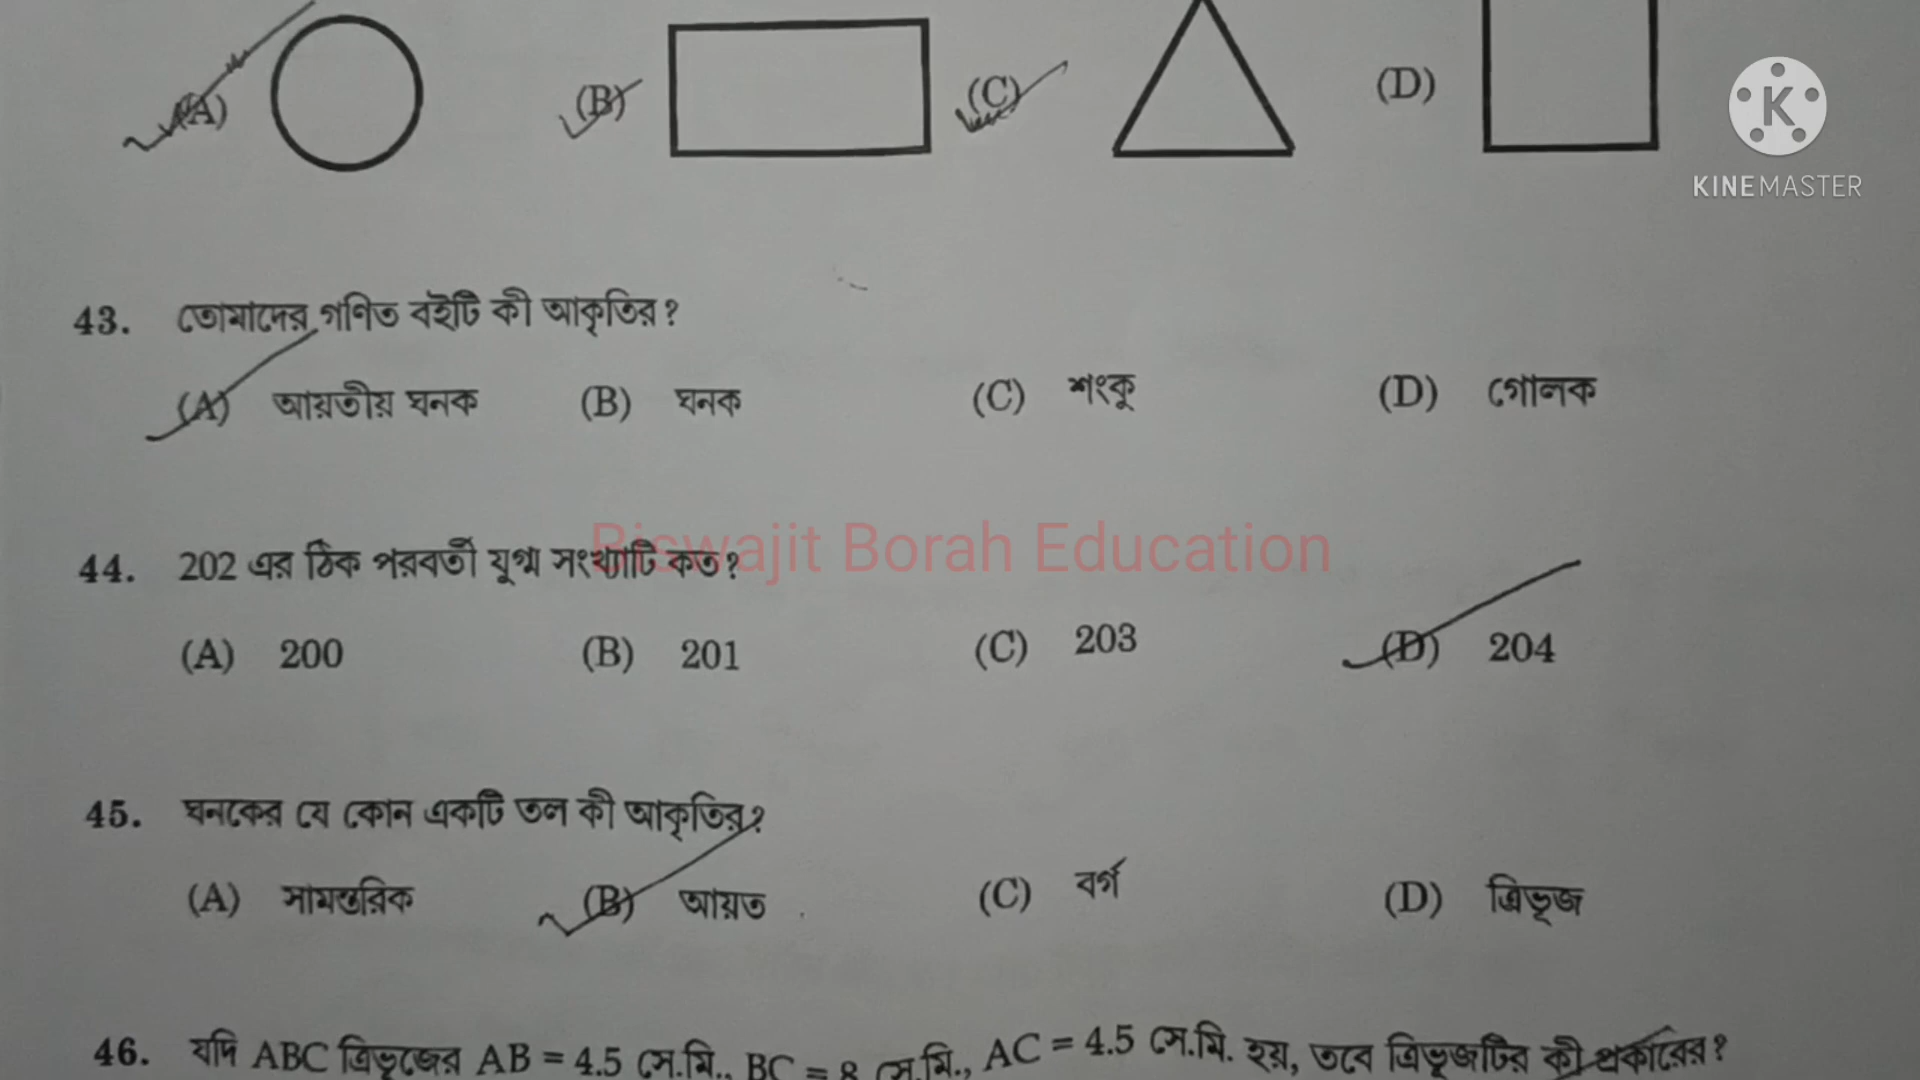 (A) (B) (C) (D)
K
KINEMASTER
43. তোমাদের গণিত বইটি কী আকৃতির?
(A) আয়তীয় ঘনক (B) ঘনক (C) শংকু (D) গোলক
44. 202 এর ঠিক পরবর্তী যুগ্ম সংখ্যাটি কত?
Biswajit Borah Education
(A) 200 (B) 201 (C) 203 (D) 204
45. ঘনকের যে কোন একটি তল কী আকৃতির?
(A) সামন্তরিক (B) আয়ত (C) বর্গ (D) ত্রিভূজ
46. যদি ABC ত্রিভূজের AB = 4.5 সে.মি., BC = 8 সে.মি., AC = 4.5 সে.মি. হয়, তবে ত্রিভূজটির কী প্রকারের?